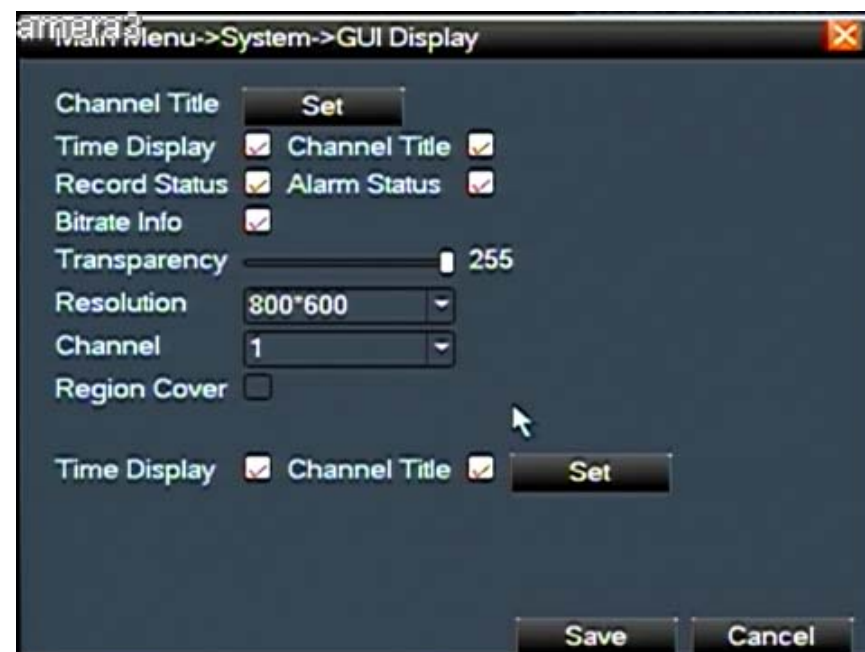 amera3
Main Menu->System->GUI Display
Channel Title Set
Time Display Channel Title
Record Status Alarm Status
Bitrate Info
Transparency 255
Resolution 800*600
Channel 1
Region Cover
Time Display Channel Title Set
Save Cancel